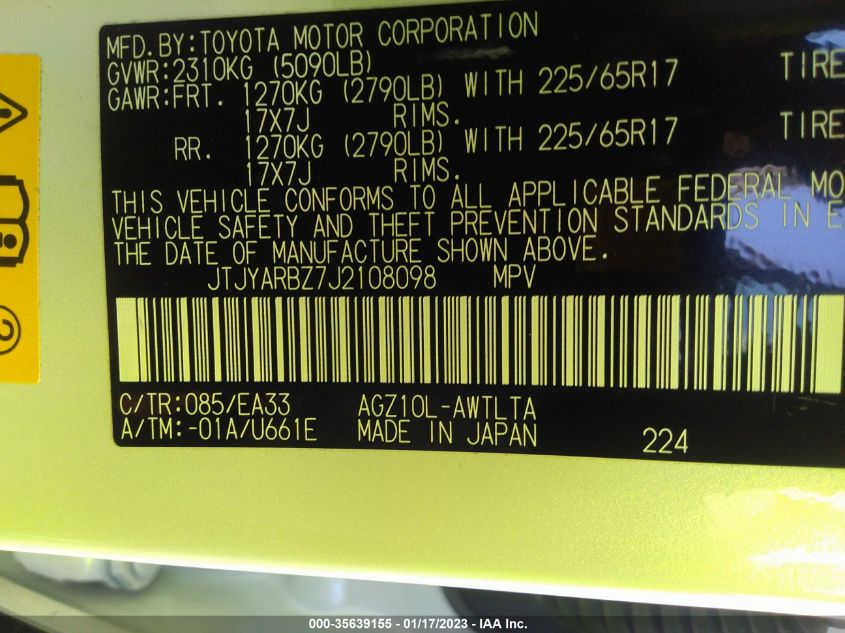 MFD.BY:TOYOTA MOTOR CORPORATION
GVWR:2310KG (5090LB)
GAWR:FRT. 1270KG (2790LB) WITH 225/65R17 TIRE
17X7J RIMS.
RR. 1270KG (2790LB) WITH 225/65R17 TIRE
17X7J RIMS.
THIS VEHICLE CONFORMS TO ALL APPLICABLE FEDERAL MO
VEHICLE SAFETY AND THEFT PREVENTION STANDARDS IN E
THE DATE OF MANUFACTURE SHOWN ABOVE.
JTJYARBZ7J2108098 MPV
C/TR:085/EA33 AGZ10L-AWTLTA
A/TM:-01A/U661E MADE IN JAPAN 224
000-35639155 - 01/17/2023 - IAA Inc.